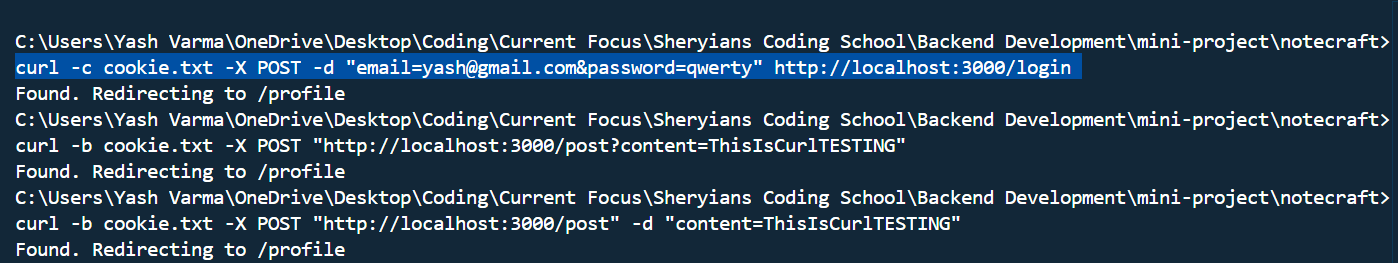 C:\Users\Yash Varma\OneDrive\Desktop\Coding\Current Focus\Sheryians Coding School\Backend Development\mini-project\notecraft>
curl -c cookie.txt -X POST -d "email=yash@gmail.com&password=qwerty" http://localhost:3000/login
Found. Redirecting to /profile
C:\Users\Yash Varma\OneDrive\Desktop\Coding\Current Focus\Sheryians Coding School\Backend Development\mini-project\notecraft>
curl -b cookie.txt -X POST "http://localhost:3000/post?content=ThisIsCurlTESTING"
Found. Redirecting to /profile
C:\Users\Yash Varma\OneDrive\Desktop\Coding\Current Focus\Sheryians Coding School\Backend Development\mini-project\notecraft>
curl -b cookie.txt -X POST "http://localhost:3000/post" -d "content=ThisIsCurlTESTING"
Found. Redirecting to /profile